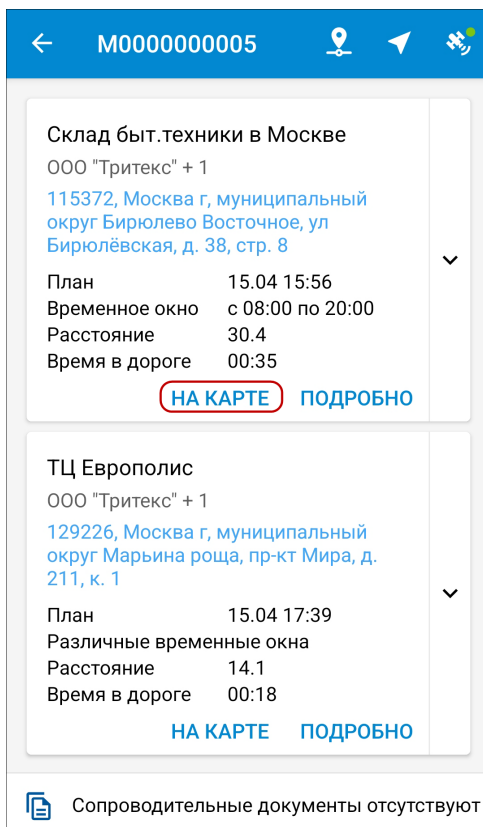 М0000000005
Склад быт.техники в Москве
ООО "Тритекс" + 1
115372, Москва г, муниципальный
округ Бирюлево Восточное, ул
Бирюлёвская, д. 38, стр. 8
План 15.04 15:56
Временное окно с 08:00 по 20:00
Расстояние 30.4
Время в дороге 00:35
НА КАРТЕ ПОДРОБНО
ТЦ Европолис
ООО "Тритекс" + 1
129226, Москва г, муниципальный
округ Марьина роща, пр-кт Мира, д.
211, к. 1
План 15.04 17:39
Различные временные окна
Расстояние 14.1
Время в дороге 00:18
НА КАРТЕ ПОДРОБНО
Сопроводительные документы отсутствуют